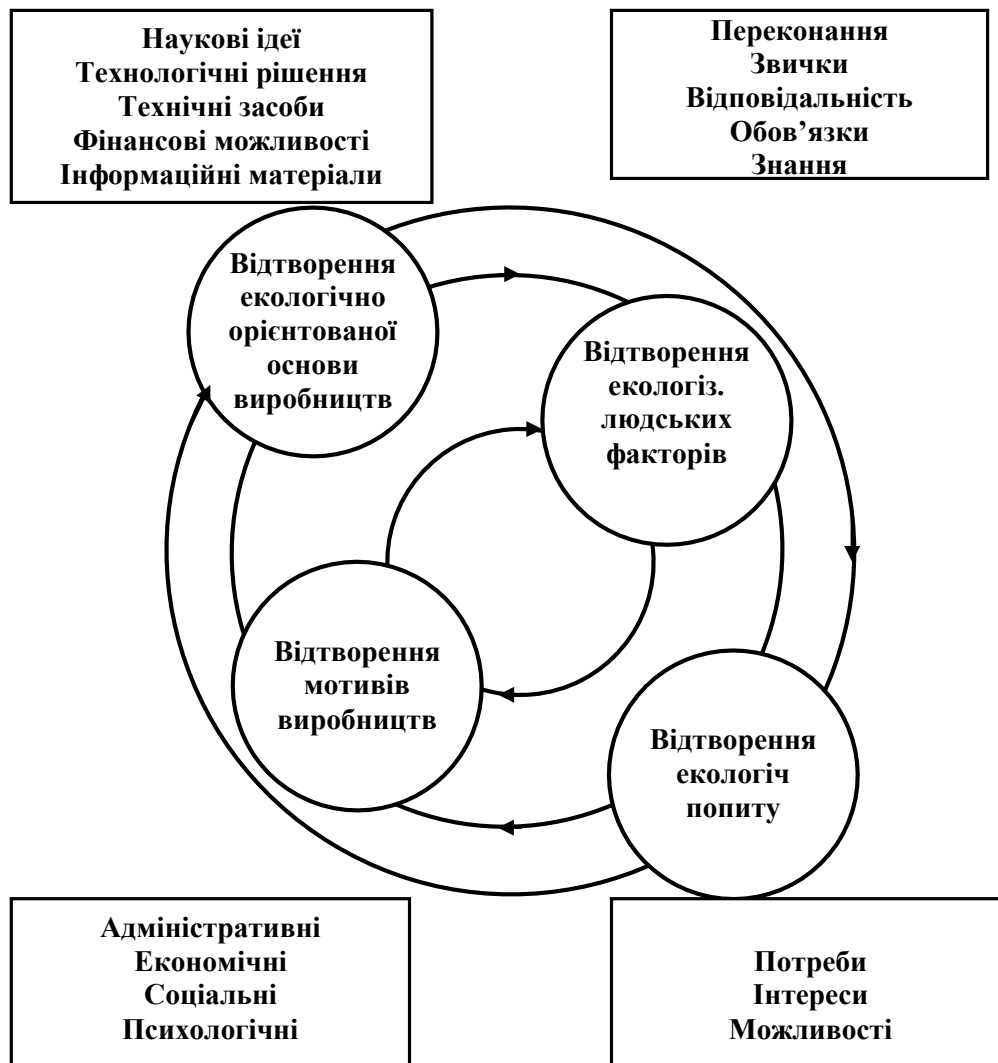 Наукові ідеї
Технологічні рішення
Технічні засоби
Фінансові можливості
Інформаційні матеріали
Переконання
Звички
Відповідальність
Обов’язки
Знання
Відтворення
екологічно
орієнтованої
основи
виробництв
Відтворення
екологіз.
людських
факторів
Відтворення
мотивів
виробництв
Відтворення
екологіч
попиту
Адміністративні
Економічні
Соціальні
Психологічні
Потреби
Інтереси
Можливості